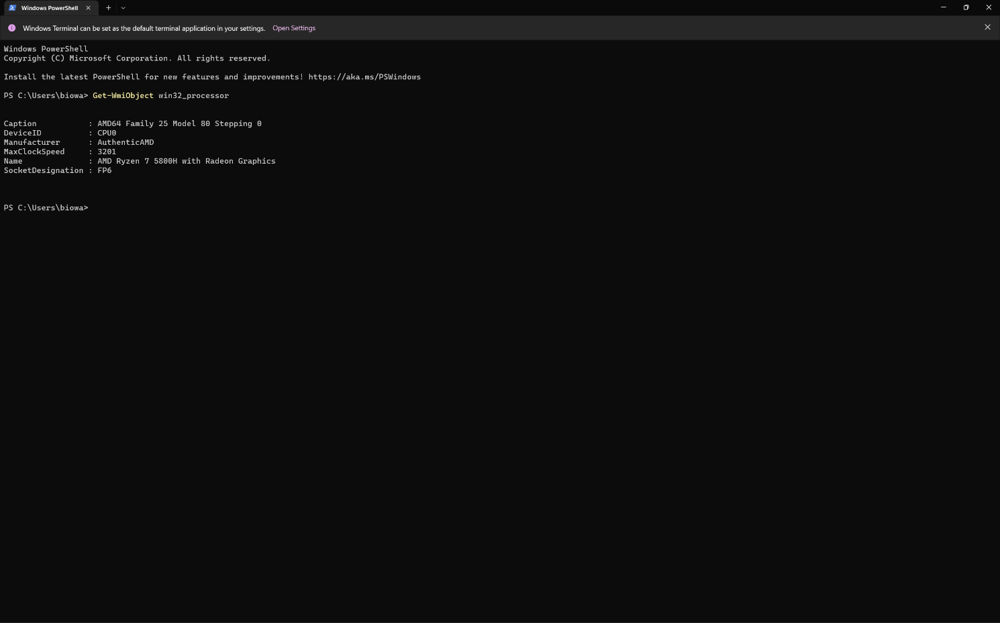 Windows PowerShell
Windows Terminal can be set as the default terminal application in your settings. Open Settings
Windows PowerShell
Copyright (C) Microsoft Corporation. All rights reserved.
Install the latest PowerShell for new features and improvements! https://aka.ms/PSWindows
PS C:\Users\biowa> Get-WmiObject win32_processor
Caption : AMD64 Family 25 Model 80 Stepping 0
DeviceID : CPU0
Manufacturer : AuthenticAMD
MaxClockSpeed : 3201
Name : AMD Ryzen 7 5800H with Radeon Graphics
SocketDesignation : FP6
PS C:\Users\biowa>